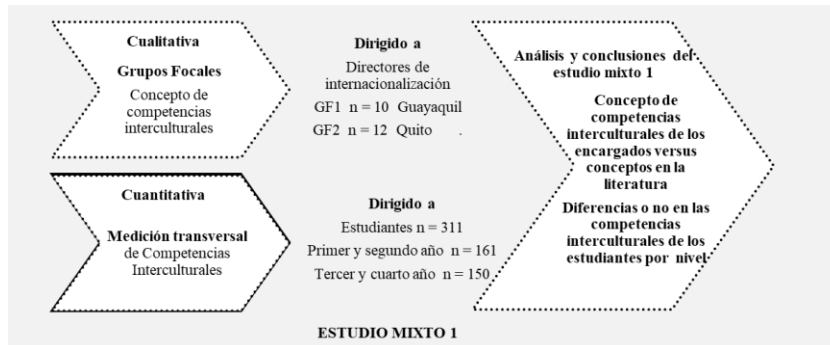 Cualitativa
Grupos Focales
Concepto de
competencias
interculturales
Dirigido a
Directores de
internacionalización
GF1 n = 10 Guayaquil
GF2 n = 12 Quito .
Cuantitativa
Medición transversal
de Competencias
Interculturales
Dirigido a
Estudiantes n = 311
Primer y segundo año n = 161
Tercer y cuarto año n = 150
Análisis y conclusiones del
estudio mixto 1
Concepto de
competencias
interculturales de los
encargados versus
conceptos en la
literatura
Diferencias o no en las
competencias
interculturales de los
estudiantes por nivel
ESTUDIO MIXTO 1